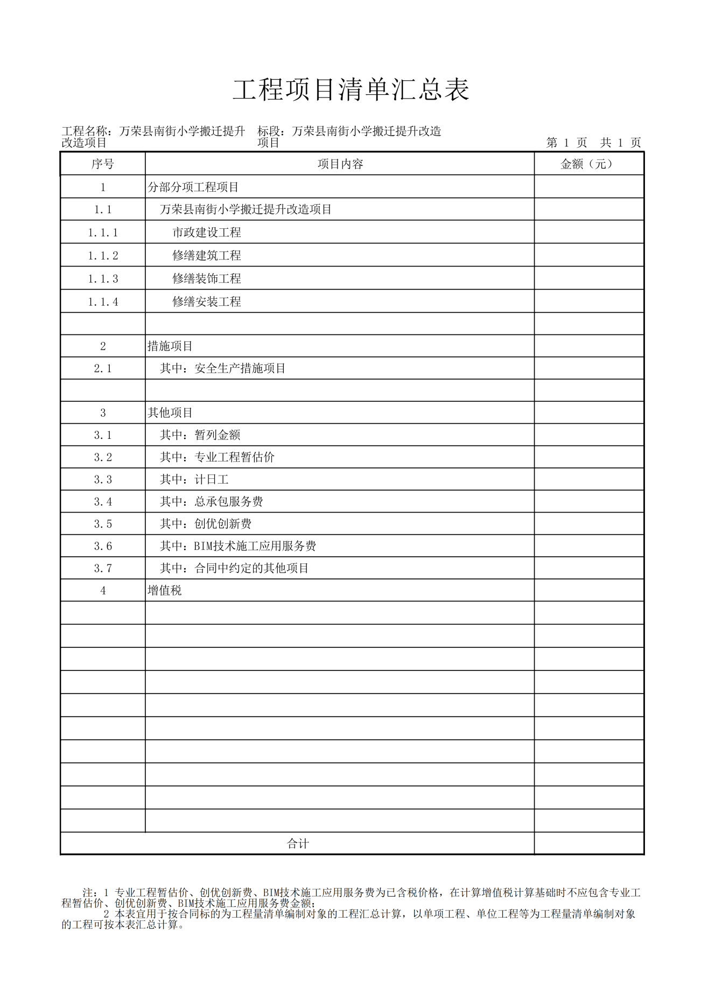 工程项目清单汇总表
工程名称：万荣县南街小学搬迁提升
改造项目
标段：万荣县南街小学搬迁提升改造
项目
第 1 页 共 1 页
序号 项目内容 金额（元）
1 分部分项工程项目
1.1 万荣县南街小学搬迁提升改造项目
1.1.1 市政建设工程
1.1.2 修缮建筑工程
1.1.3 修缮装饰工程
1.1.4 修缮安装工程
2 措施项目
2.1 其中：安全生产措施项目
3 其他项目
3.1 其中：暂列金额
3.2 其中：专业工程暂估价
3.3 其中：计日工
3.4 其中：总承包服务费
3.5 其中：创优创新费
3.6 其中：BIM技术施工应用服务费
3.7 其中：合同中约定的其他项目
4 增值税
合计
注：1 专业工程暂估价、创优创新费、BIM技术施工应用服务费为已含税价格，在计算增值税计算基础时不应包含专业工
程暂估价、创优创新费、BIM技术施工应用服务费金额；
2 本表宜用于按合同标的为工程量清单编制对象的工程汇总计算，以单项工程、单位工程等为工程量清单编制对象
的工程可按本表汇总计算。